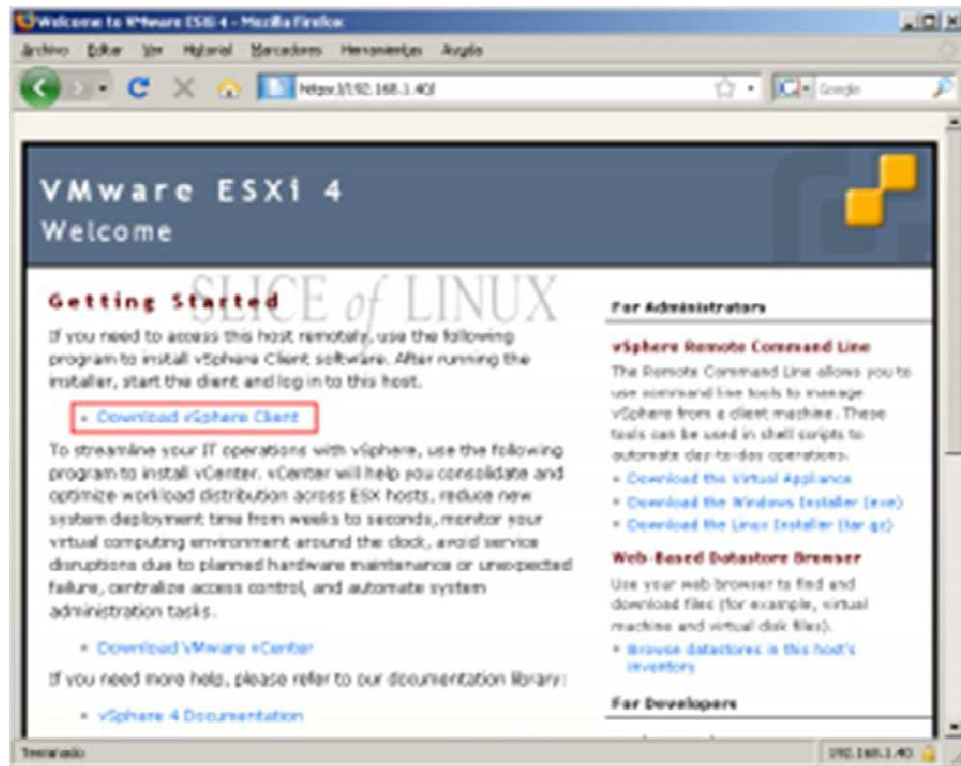 Welcome to VMware ESXi 4 - Mozilla Firefox
Archivo Editar Ver Historial Marcadores Herramientas Ayuda
https://192.168.1.40/
Google
VMware ESXi 4
Welcome
SLICE of LINUX
Getting Started
If you need to access this host remotely, use the following
program to install vSphere Client software. After running the
installer, start the client and log in to this host.
Download vSphere Client
To streamline your IT operations with vSphere, use the following
program to install vCenter. vCenter will help you consolidate and
optimize workload distribution across ESX hosts, reduce new
system deployment time from weeks to seconds, monitor your
virtual computing environment around the clock, avoid service
disruptions due to planned hardware maintenance or unexpected
failure, centralize access control, and automate system
administration tasks.
Download VMware vCenter
If you need more help, please refer to our documentation library:
vSphere 4 Documentation
For Administrators
vSphere Remote Command Line
The Remote Command Line allows you to
use command line tools to manage
vSphere from a client machine. These
tools can be used in shell scripts to
automate day-to-day operations.
Download the Virtual Appliance
Download the Windows Installer (exe)
Download the Linux Installer (tar.gz)
Web-Based Datastore Browser
Use your web browser to find and
download files (for example, virtual
machine and virtual disk files).
Browse datastores in this host's
inventory
For Developers
Terminado
192.168.1.40